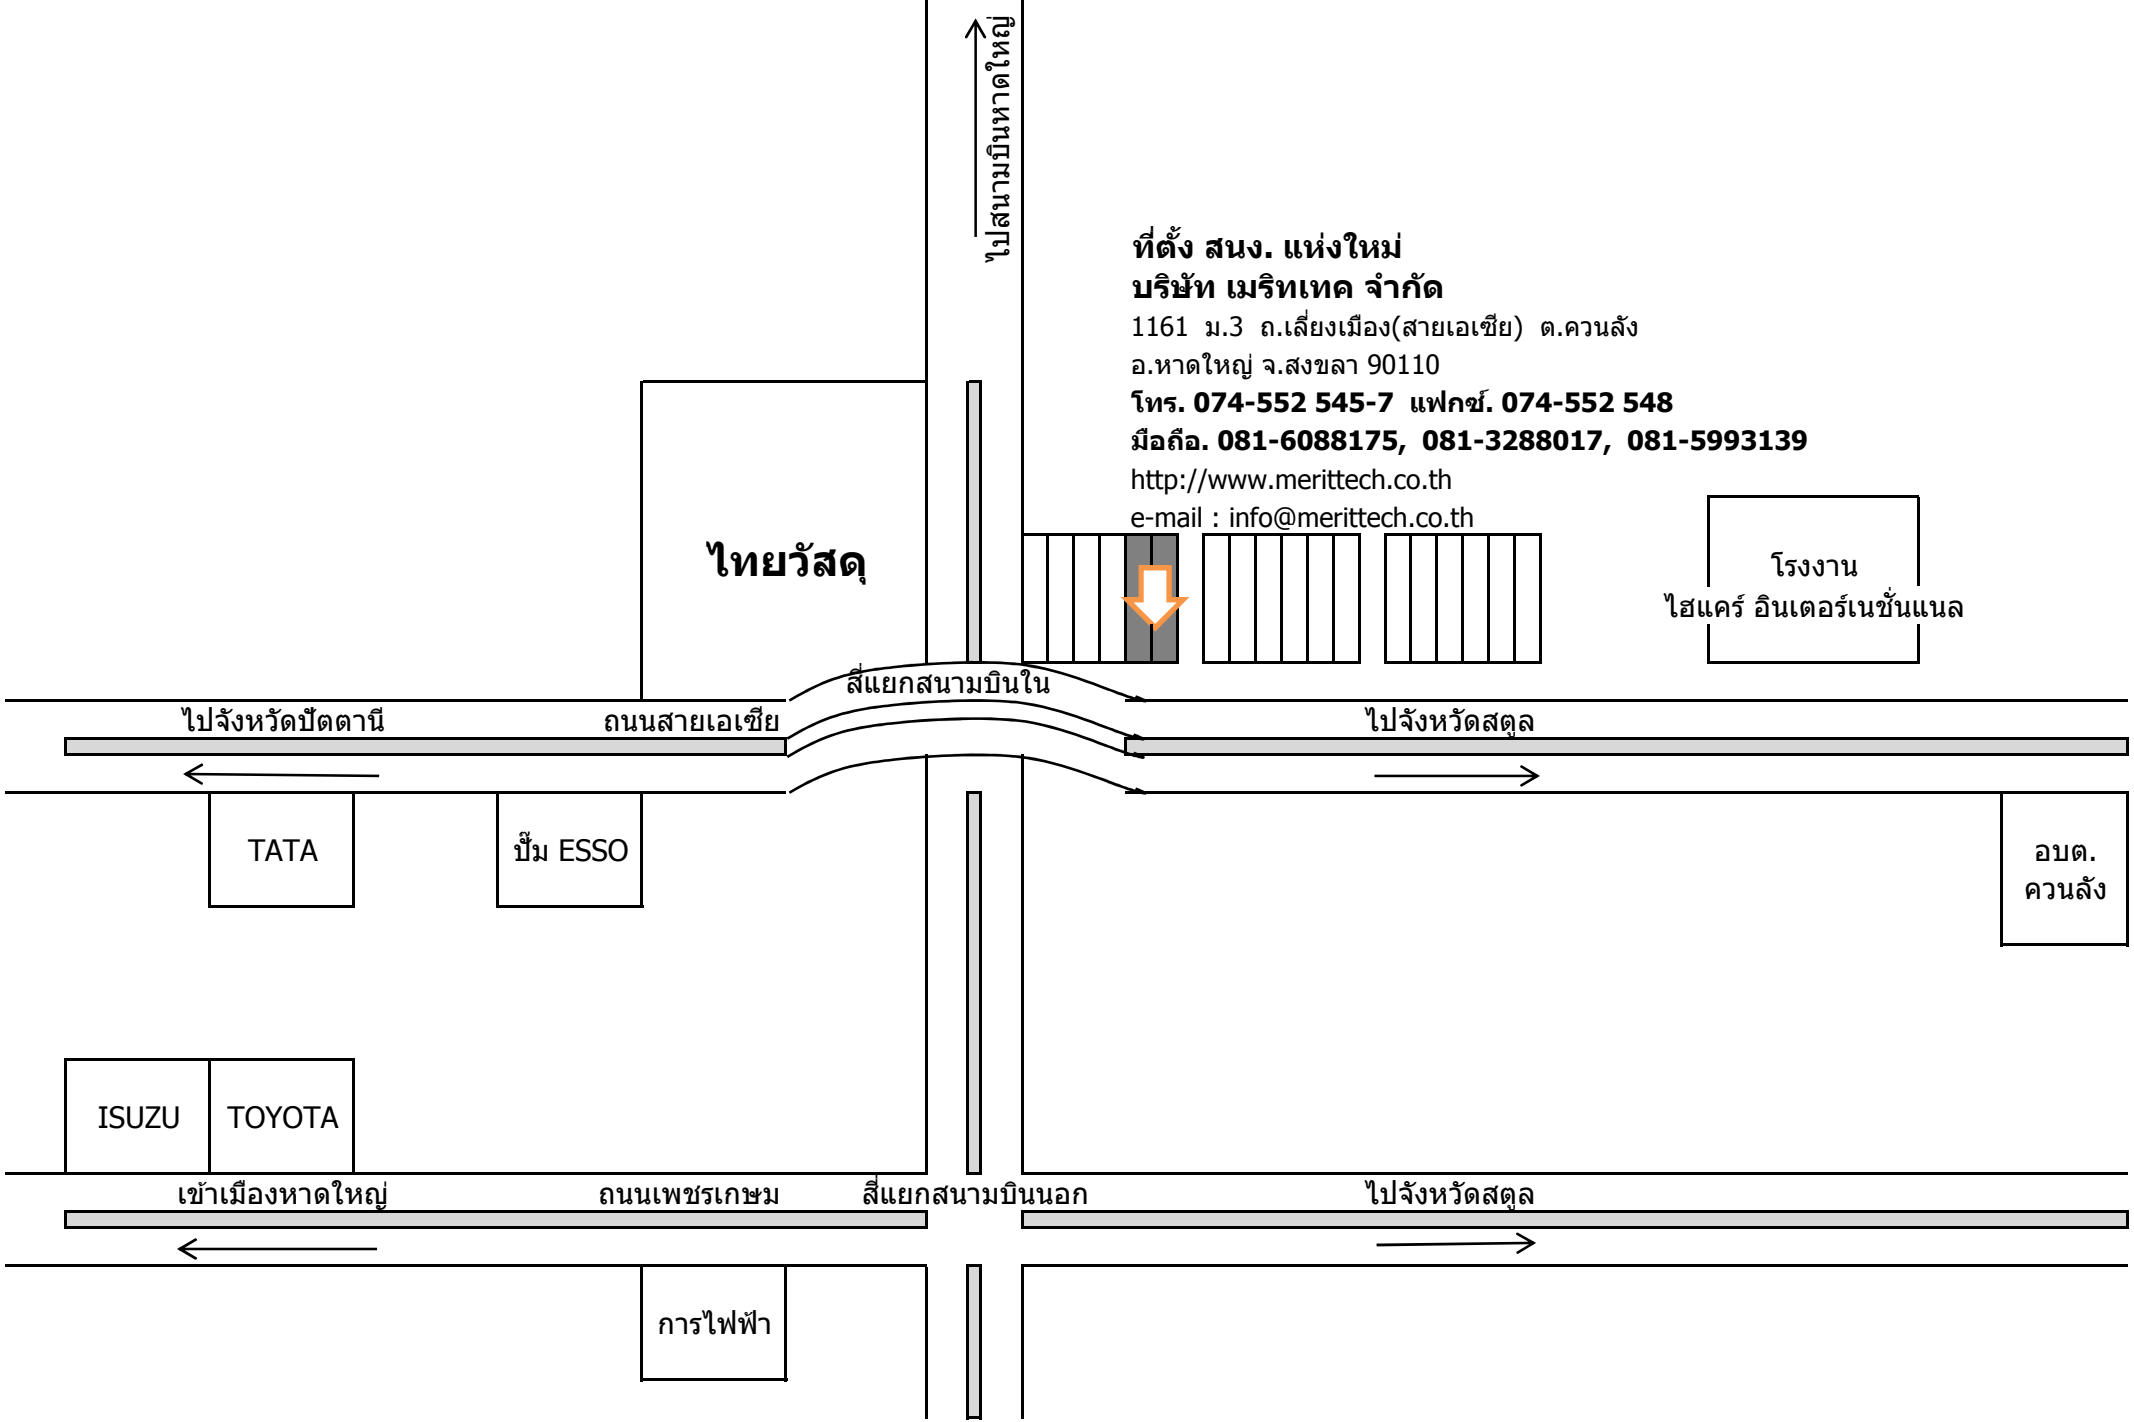 ไปสนามบินหาดใหญ่
ที่ตั้ง สนง. แห่งใหม่
บริษัท เมริทเทค จำกัด
1161 ม.3 ถ.เลี่ยงเมือง(สายเอเซีย) ต.ควนลัง
อ.หาดใหญ่ จ.สงขลา 90110
โทร. 074-552 545-7 แฟกซ์. 074-552 548
มือถือ. 081-6088175, 081-3288017, 081-5993139
http://www.merittech.co.th
e-mail : info@merittech.co.th
ไทยวัสดุ
โรงงาน
ไฮแคร์ อินเตอร์เนชั่นแนล
สี่แยกสนามบินใน
ไปจังหวัดปัตตานี ถนนสายเอเซีย ไปจังหวัดสตูล
TATA
ปั๊ม ESSO
อบต.
ควนลัง
ISUZU
TOYOTA
เข้าเมืองหาดใหญ่ ถนนเพชรเกษม สี่แยกสนามบินนอก ไปจังหวัดสตูล
การไฟฟ้า